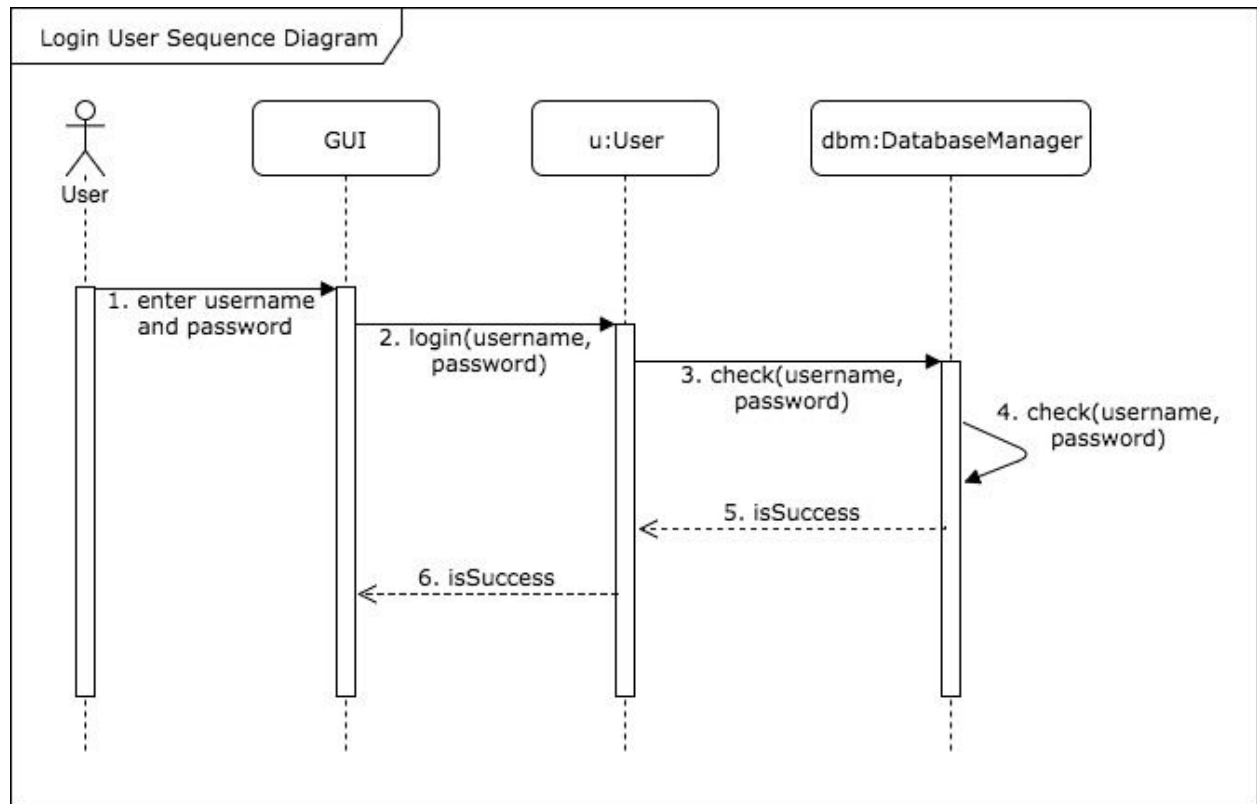 Login User Sequence Diagram
GUI
u:User
dbm:DatabaseManager
User
1. enter username
and password
2. login(username,
password)
3. check(username,
password)
4. check(username,
password)
5. isSuccess
6. isSuccess